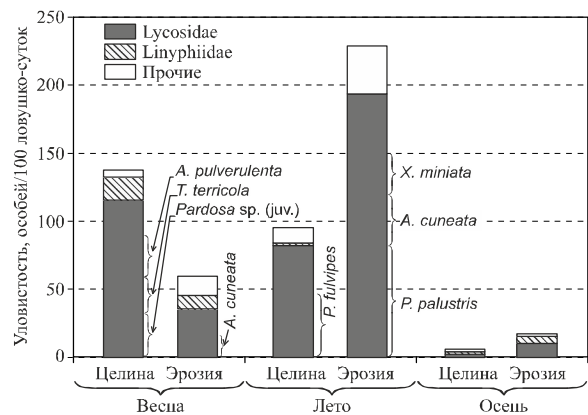 Уловистость, особей/100 ловушко-суток
250
200
150
100
50
0
Lycosidae
Linyphiidae
Прочие
A. pulverulenta
T. terricola
Pardosa sp. (juv.)
A. cuneata
P. fulvipes
X. miniata
A. cuneata
P. palustris
Целина Эрозия Целина Эрозия Целина Эрозия
Весна Лето Осень